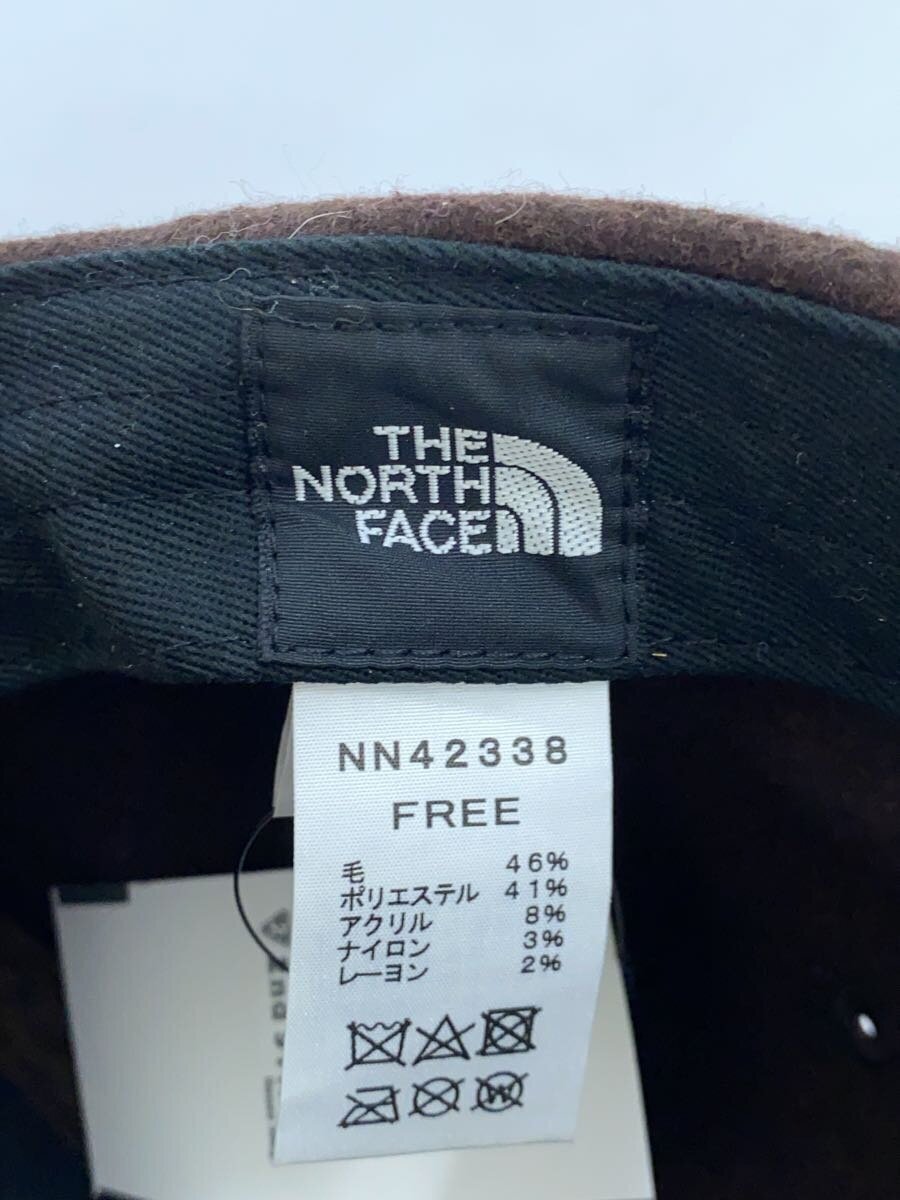 THE
NORTH
FACE
NN42338
FREE
毛 46%
ポリエステル 41%
アクリル 8%
ナイロン 3%
レーヨン 2%